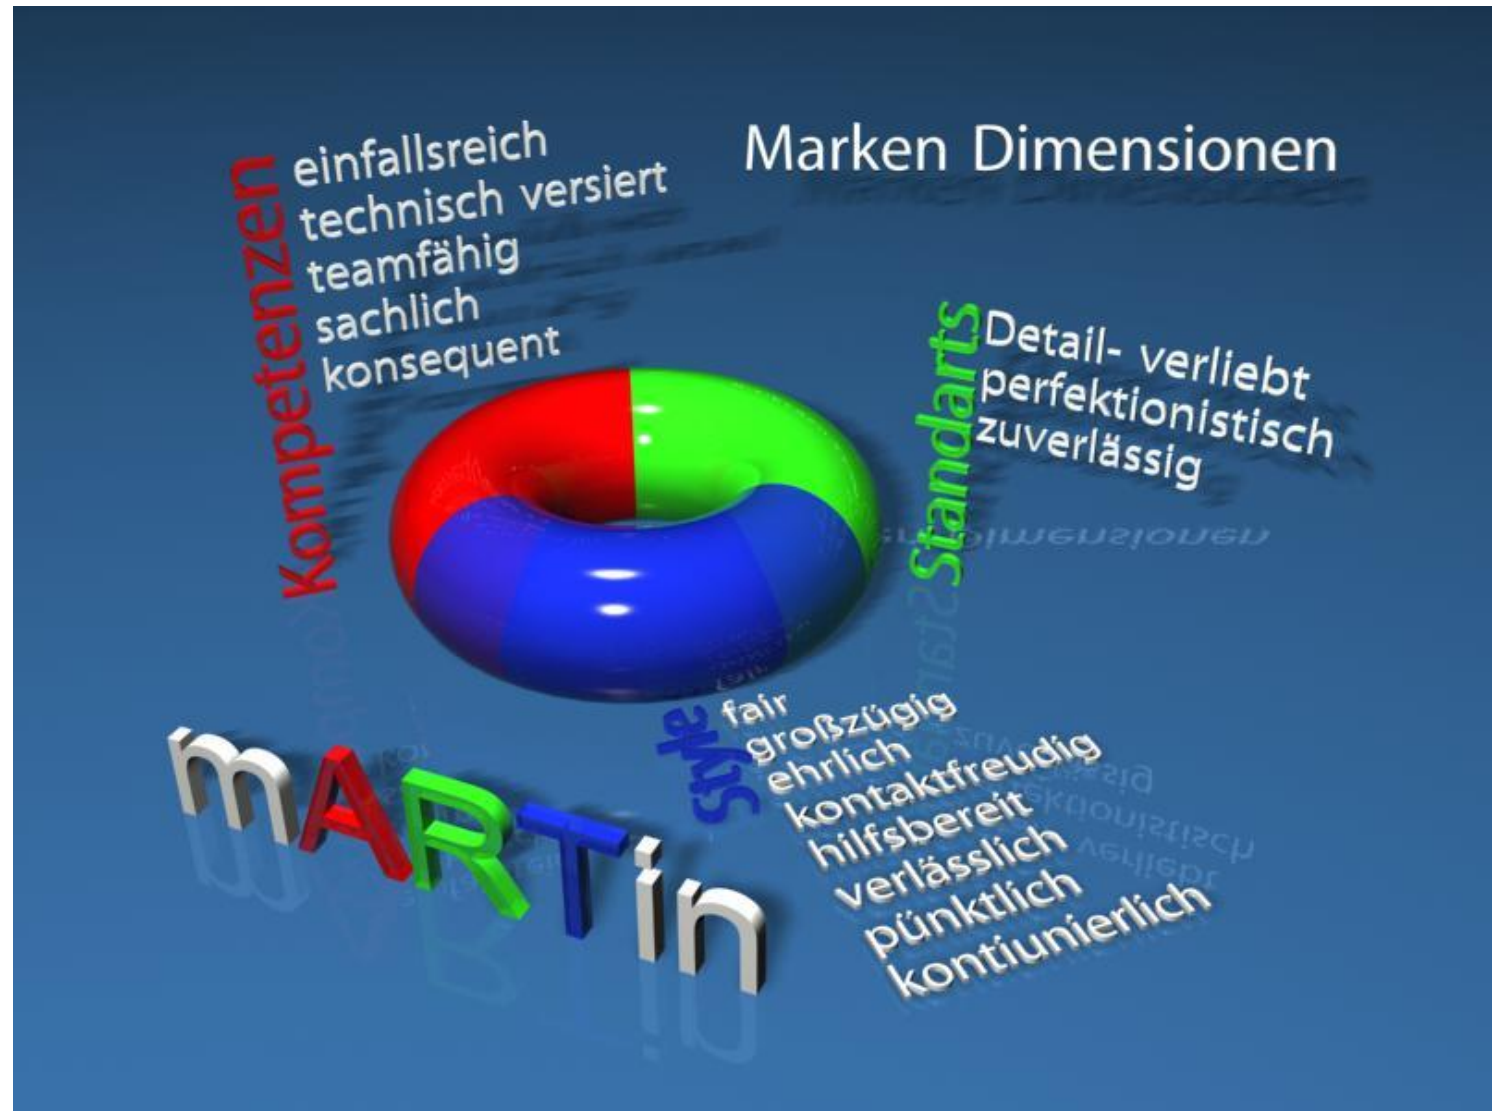 Marken Dimensionen
Kompetenzen
einfallsreich
technisch versiert
teamfähig
sachlich
konsequent
Standarts
Detail- verliebt
perfektionistisch
zuverlässig
Style
fair
großzügig
ehrlich
kontaktfreudig
hilfsbereit
verlässlich
pünktlich
kontiunierlich
mARTin